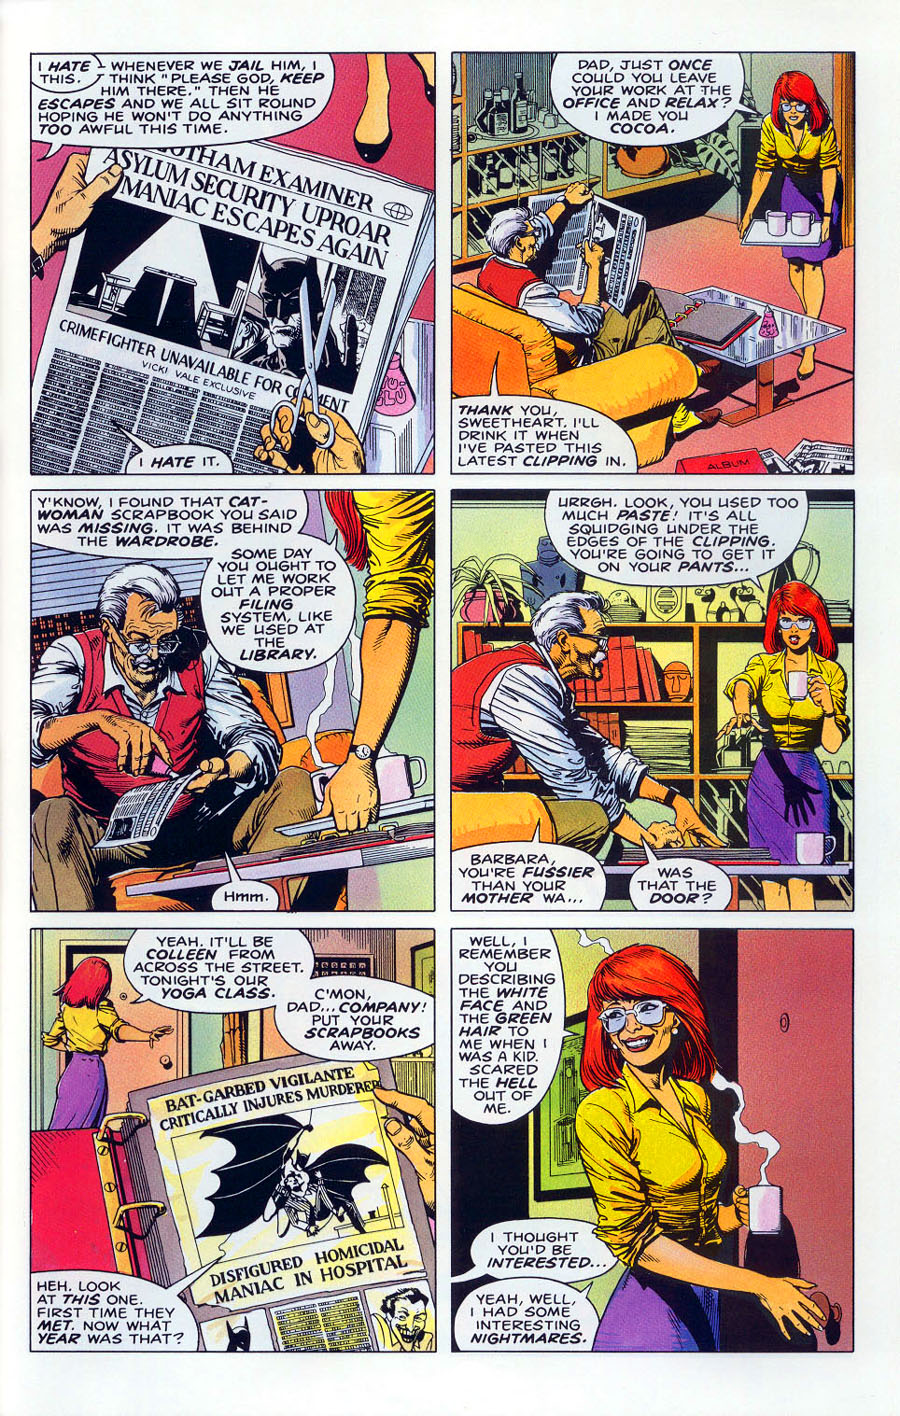 I HATE - WHENEVER WE JAIL HIM, I
THIS. - THINK "PLEASE GOD, KEEP
HIM THERE." THEN HE
ESCAPES AND WE ALL SIT ROUND
HOPING HE WON'T DO ANYTHING
TOO AWFUL THIS TIME.
GOTHAM EXAMINER
ASYLUM SECURITY UPROAR
MANIAC ESCAPES AGAIN
CRIMEFIGHTER UNAVAILABLE FOR COMMENT
VICKI VALE EXCLUSIVE
I HATE IT.
DAD, JUST ONCE
COULD YOU LEAVE
YOUR WORK AT THE
OFFICE AND RELAX?
I MADE YOU
COCOA.
THANK YOU,
SWEETHEART. I'LL
DRINK IT WHEN
I'VE PASTED THIS
LATEST CLIPPING IN.
ALBUM
Y'KNOW, I FOUND THAT CAT-
WOMAN SCRAPBOOK YOU SAID
WAS MISSING. IT WAS BEHIND
THE WARDROBE.
SOME DAY
YOU OUGHT TO
LET ME WORK
OUT A PROPER
FILING
SYSTEM, LIKE
WE USED AT
THE
LIBRARY.
HMM.
URRGH. LOOK, YOU USED TOO
MUCH PASTE! IT'S ALL
SQUIDGING UNDER THE
EDGES OF THE CLIPPING.
YOU'RE GOING TO GET IT
ON YOUR PANTS...
BARBARA,
YOU'RE FUSSIER
THAN YOUR
MOTHER WA...
WAS
THAT THE
DOOR?
YEAH. IT'LL BE
COLLEEN FROM
ACROSS THE STREET.
TONIGHT'S OUR
YOGA CLASS.
C'MON,
DAD... COMPANY!
PUT YOUR
SCRAPBOOKS
AWAY.
BAT-GARBED VIGILANTE
CRITICALLY INJURES MURDERER
DISFIGURED HOMICIDAL
MANIAC IN HOSPITAL
HEH. LOOK
AT THIS ONE.
FIRST TIME THEY
MET. NOW WHAT
YEAR WAS THAT?
WELL, I
REMEMBER
YOU
DESCRIBING
THE WHITE
FACE AND
THE GREEN
HAIR TO
ME WHEN I
WAS A KID.
SCARED
THE HELL
OUT OF
ME.
I THOUGHT
YOU'D BE
INTERESTED...
YEAH, WELL,
I HAD SOME
INTERESTING
NIGHTMARES.